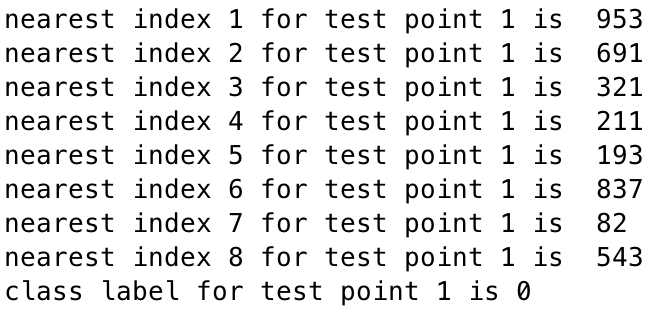 nearest index 1 for test point 1 is  953
nearest index 2 for test point 1 is  691
nearest index 3 for test point 1 is  321
nearest index 4 for test point 1 is  211
nearest index 5 for test point 1 is  193
nearest index 6 for test point 1 is  837
nearest index 7 for test point 1 is  82
nearest index 8 for test point 1 is  543
class label for test point 1 is 0